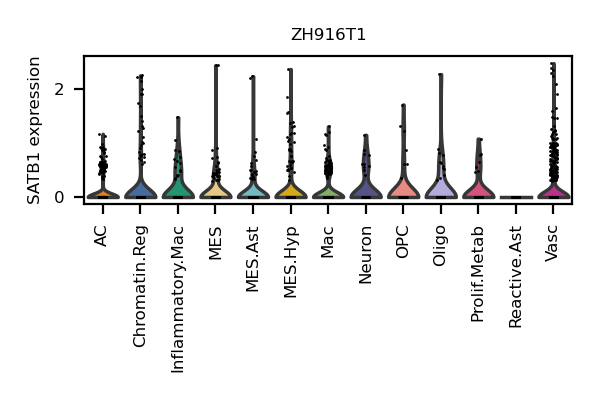 ZH916T1
SATB1 expression
2
0
AC
Chromatin.Reg
Inflammatory.Mac
MES
MES.Ast
MES.Hyp
Mac
Neuron
OPC
Oligo
Prolif.Metab
Reactive.Ast
Vasc